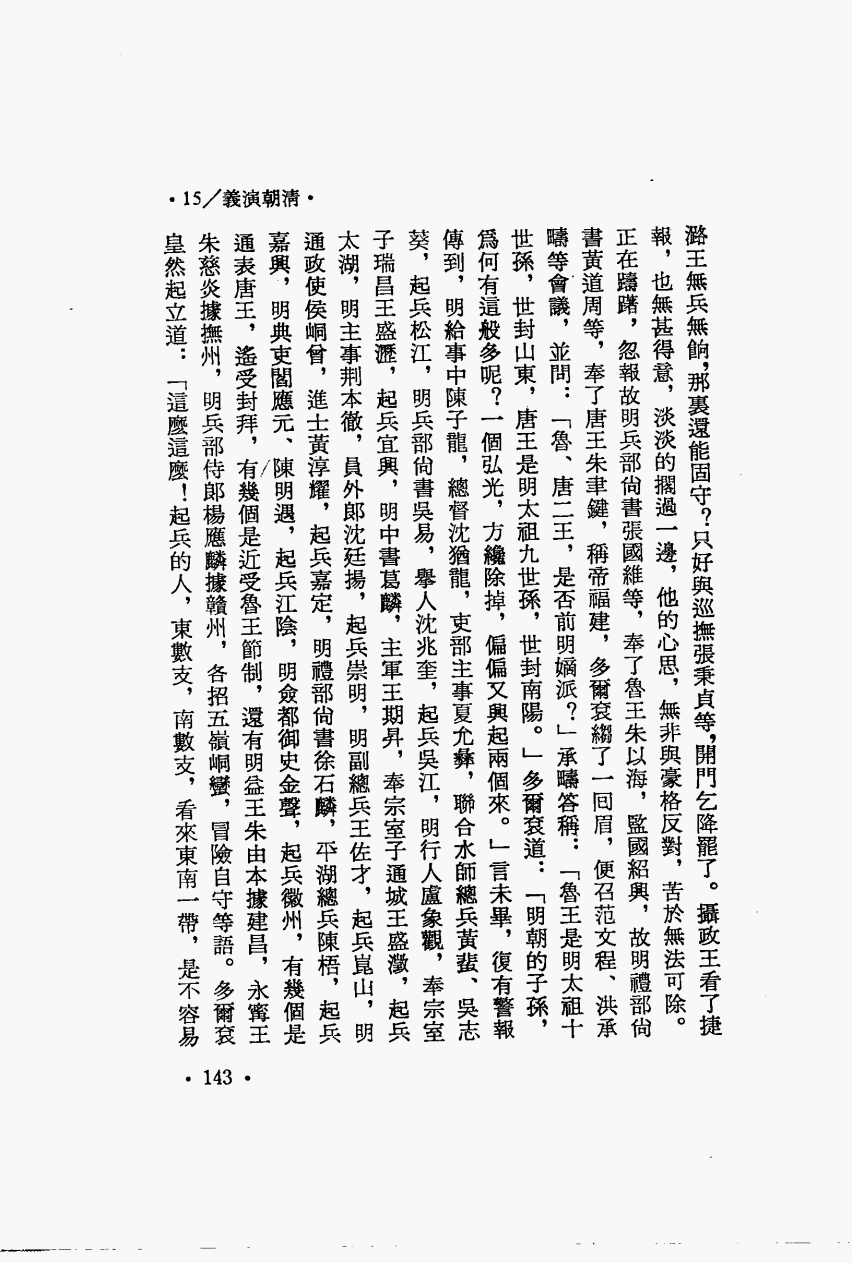 ·15／義演朝清·
潞王無兵無餉，那裏還能固守？只好與巡撫張秉貞等，開門乞降罷了。攝政王看了捷
報，也無甚得意，淡淡的擱過一邊，他的心思，無非與豪格反對，苦於無法可除。
正在躊躇，忽報故明兵部尚書張國維等，奉了魯王朱以海，監國紹興，故明禮部尚
書黃道周等，奉了唐王朱聿鍵，稱帝福建，多爾袞縐了一回眉，便召范文程、洪承
疇等會議，並問：「魯、唐二王，是否前明嫡派？」承疇答稱：「魯王是明太祖十
世孫，世封山東，唐王是明太祖九世孫，世封南陽。」多爾袞道：「明朝的子孫，
爲何有這般多呢？一個弘光，方纔除掉，偏偏又興起兩個來。」言未畢，復有警報
傳到，明給事中陳子龍，總督沈猶龍，吏部主事夏允彝，聯合水師總兵黃蜚、吳志
葵，起兵松江，明兵部尚書吳易，舉人沈兆奎，起兵吳江，明行人盧象觀，奉宗室
子瑞昌王盛瀝，起兵宜興，明中書葛麟，主軍王期昇，奉宗室子通城王盛澂，起兵
太湖，明主事荆本徹，員外郎沈廷揚，起兵崇明，明副總兵王佐才，起兵崑山，明
通政使侯峒曾，進士黃淳耀，起兵嘉定，明禮部尚書徐石麟，平湖總兵陳梧，起兵
嘉興，明典吏閻應元、陳明遇，起兵江陰，明僉都御史金聲，起兵徽州，有幾個是
通表唐王，遙受封拜，有幾個是近受魯王節制，還有明益王朱由本據建昌，永寗王
朱慈炎據撫州，明兵部侍郎楊應麟據贛州，各招五嶺峒蠻，冒險自守等語。多爾袞
皇然起立道：「這麼這麼！起兵的人，東數支，南數支，看來東南一帶，是不容易
·143·